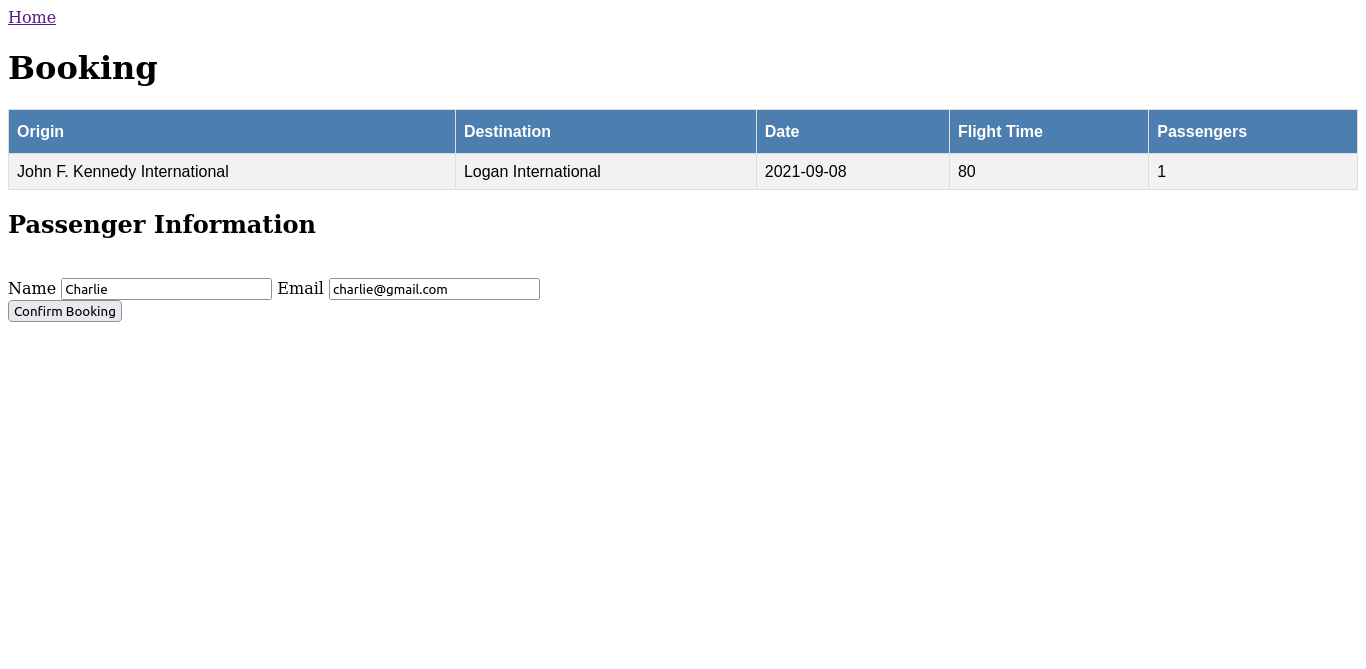 Home
Booking
Origin Destination Date Flight Time Passengers
John F. Kennedy International Logan International 2021-09-08 80 1
Passenger Information
Name Charlie Email charlie@gmail.com
Confirm Booking